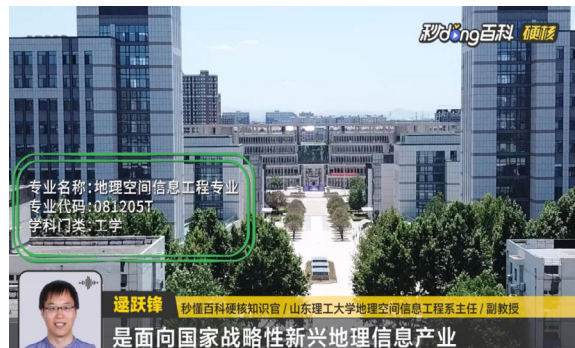 秒dǒng百科 硬核
专业名称:地理空间信息工程专业
专业代码:081205T
学科门类:工学
逯跃锋 秒懂百科硬核知识官/山东理工大学地理空间信息工程系主任/副教授
是面向国家战略性新兴地理信息产业